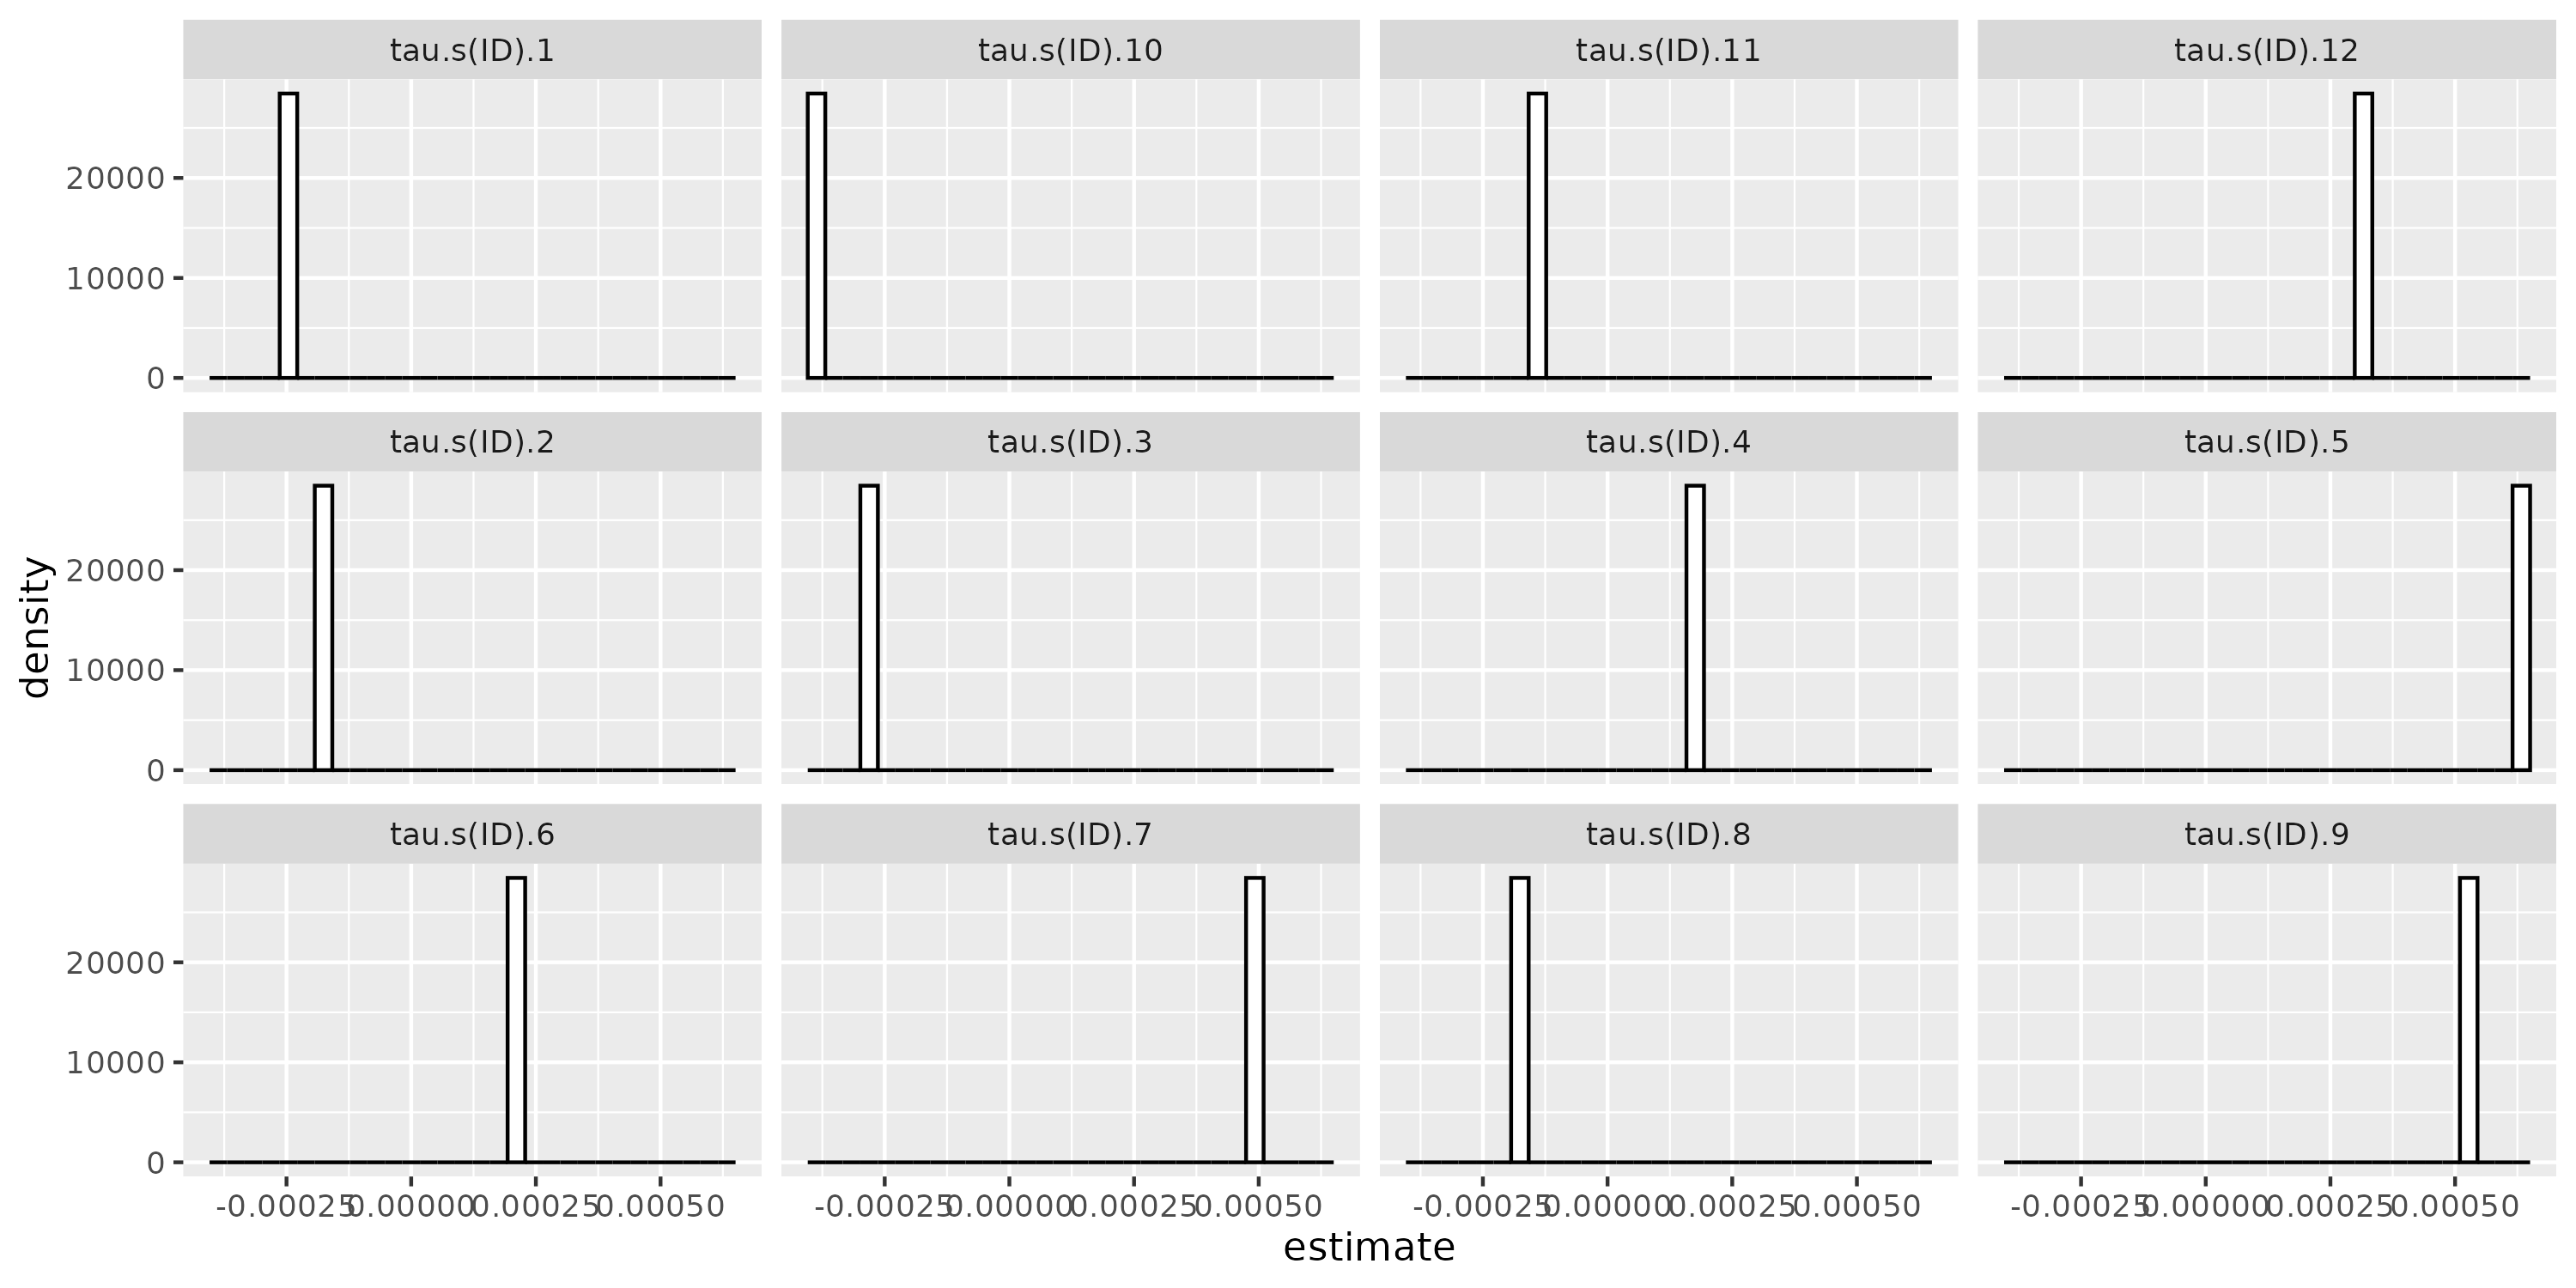 tau.s(ID).1 tau.s(ID).10 tau.s(ID).11 tau.s(ID).12
20000
10000
0
tau.s(ID).2 tau.s(ID).3 tau.s(ID).4 tau.s(ID).5
density
20000
10000
0
tau.s(ID).6 tau.s(ID).7 tau.s(ID).8 tau.s(ID).9
20000
10000
0
-0.00025 0.00000 0.00025 0.00050 -0.00025 0.00000 0.00025 0.00050 -0.00025 0.00000 0.00025 0.00050 -0.00025 0.00000 0.00025 0.00050
estimate